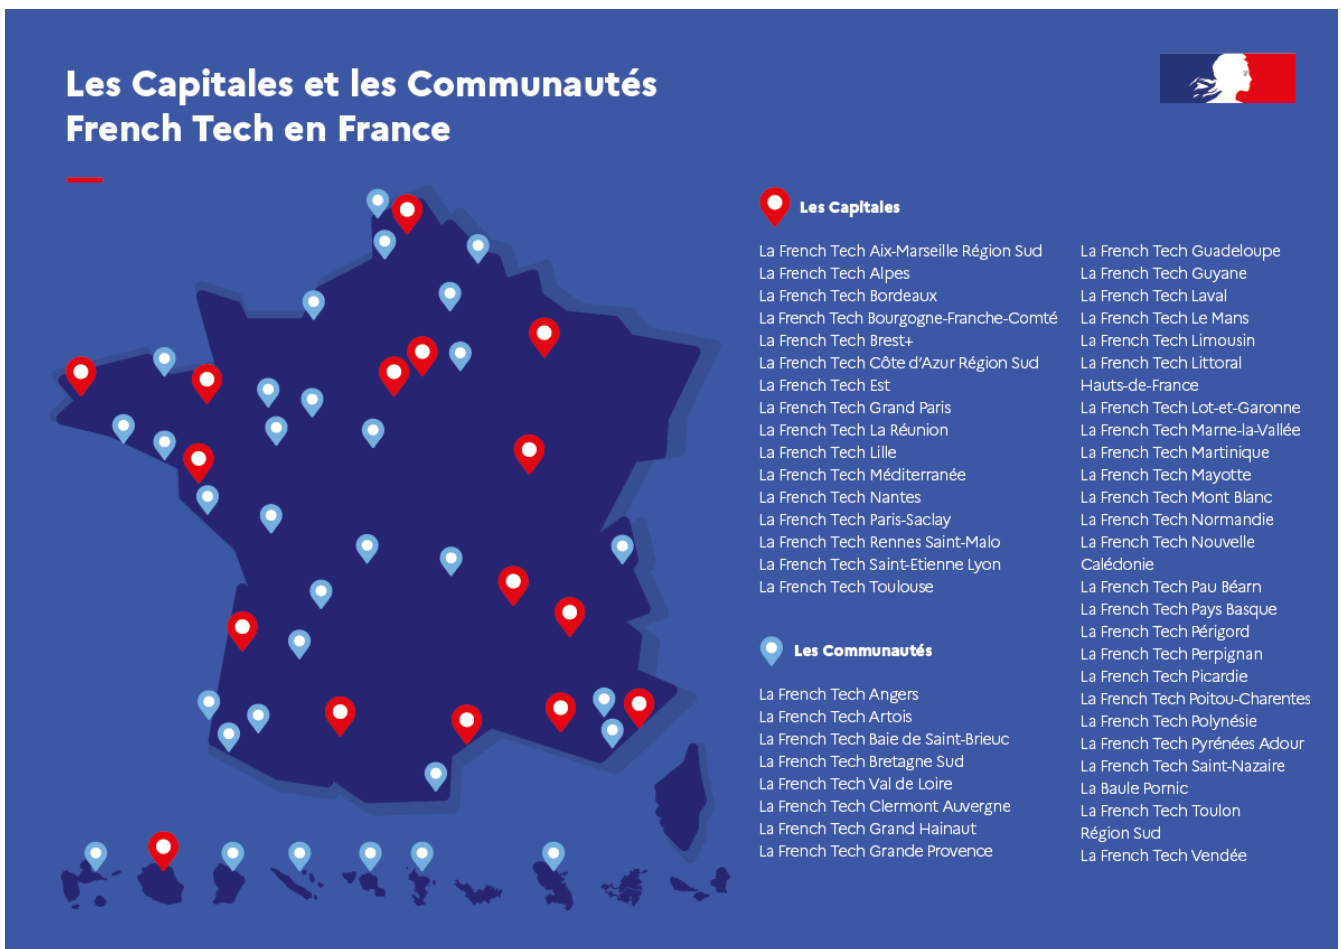 Les Capitales et les Communautés
French Tech en France
Les Capitales
La French Tech Aix-Marseille Région Sud
La French Tech Alpes
La French Tech Bordeaux
La French Tech Bourgogne-Franche-Comté
La French Tech Brest+
La French Tech Côte d'Azur Région Sud
La French Tech Est
La French Tech Grand Paris
La French Tech La Réunion
La French Tech Lille
La French Tech Méditerranée
La French Tech Nantes
La French Tech Paris-Saclay
La French Tech Rennes Saint-Malo
La French Tech Saint-Etienne Lyon
La French Tech Toulouse
Les Communautés
La French Tech Angers
La French Tech Artois
La French Tech Baie de Saint-Brieuc
La French Tech Bretagne Sud
La French Tech Val de Loire
La French Tech Clermont Auvergne
La French Tech Grand Hainaut
La French Tech Grande Provence
La French Tech Guadeloupe
La French Tech Guyane
La French Tech Laval
La French Tech Le Mans
La French Tech Limousin
La French Tech Littoral
Hauts-de-France
La French Tech Lot-et-Garonne
La French Tech Marne-la-Vallée
La French Tech Martinique
La French Tech Mayotte
La French Tech Mont Blanc
La French Tech Normandie
La French Tech Nouvelle
Calédonie
La French Tech Pau Béarn
La French Tech Pays Basque
La French Tech Périgord
La French Tech Perpignan
La French Tech Picardie
La French Tech Poitou-Charentes
La French Tech Polynésie
La French Tech Pyrénées Adour
La French Tech Saint-Nazaire
La Baule Pornic
La French Tech Toulon
Région Sud
La French Tech Vendée